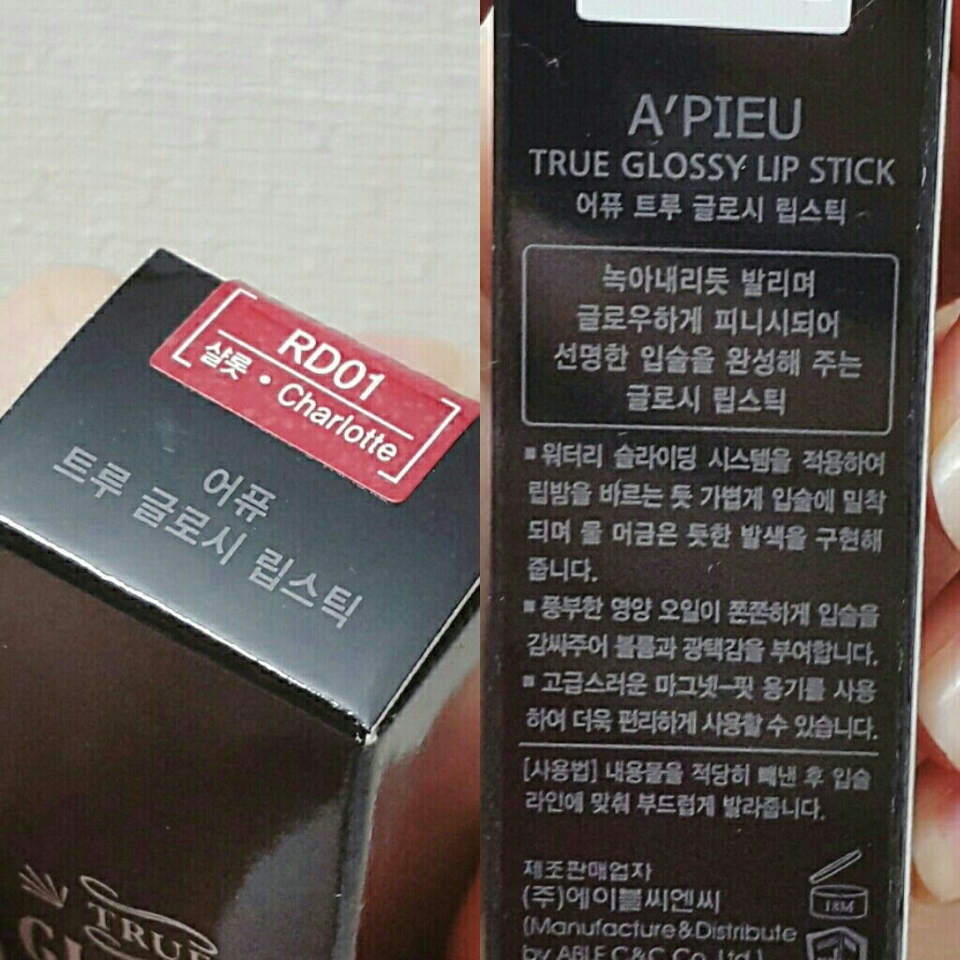 RD01
샬롯 • Charlotte
어퓨
트루 글로시 립스틱
TRUE
A'PIEU
TRUE GLOSSY LIP STICK
어퓨 트루 글로시 립스틱
녹아내리듯 발리며
글로우하게 피니시되어
선명한 입술을 완성해 주는
글로시 립스틱
▪ 워터리 슬라이딩 시스템을 적용하여
립밤을 바르는 듯 가볍게 입술에 밀착
되며 물 머금은 듯한 발색을 구현해
줍니다.
▪ 풍부한 영양 오일이 쫀쫀하게 입술을
감싸주어 볼륨과 광택감을 부여합니다.
▪ 고급스러운 마그넷-핏 용기를 사용
하여 더욱 편리하게 사용할 수 있습니다.
[사용법] 내용물을 적당히 빼낸 후 입술
라인에 맞춰 부드럽게 발라줍니다.
제조판매업자
(주)에이블씨엔씨
(Manufacture&Distribute
by ABLE C&C Co., Ltd.)
18M